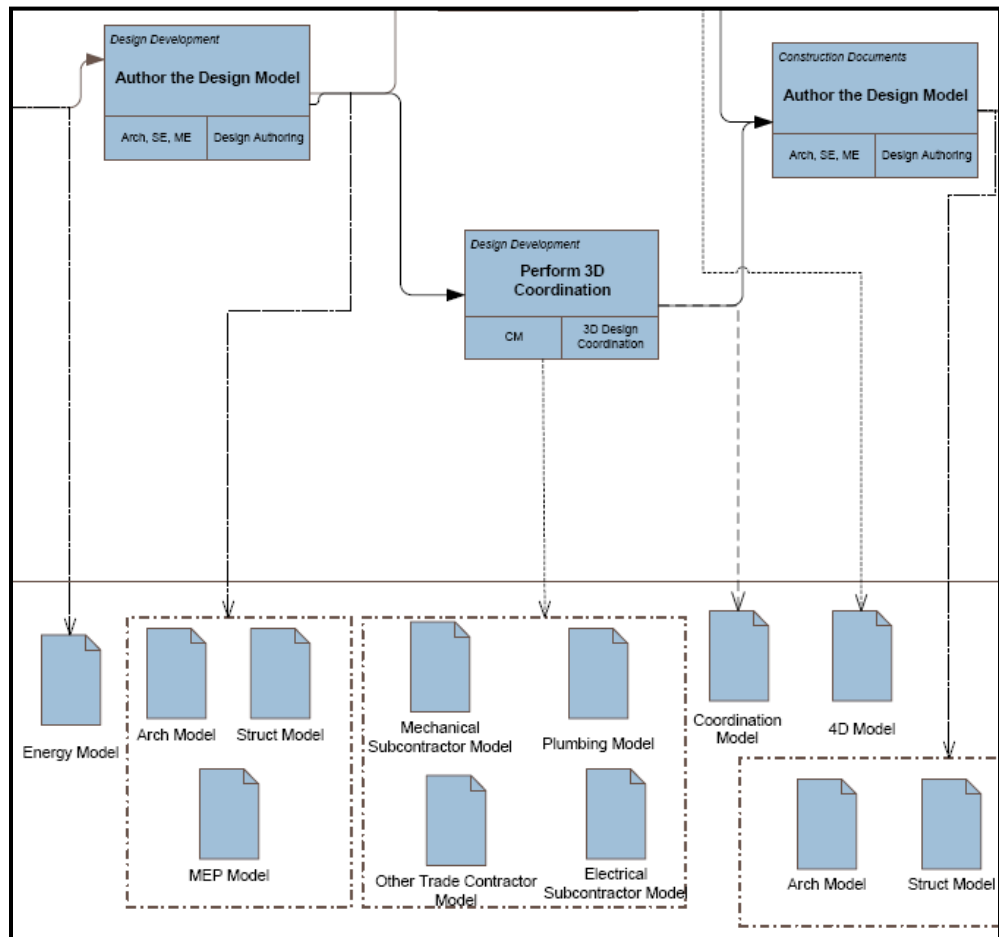 Design Development
Author the Design Model
Arch, SE, ME
Design Authoring
Construction Documents
Author the Design Model
Arch, SE, ME
Design Authoring
Design Development
Perform 3D
Coordination
CM
3D Design
Coordination
Energy Model
Arch Model
Struct Model
MEP Model
Mechanical
Subcontractor Model
Plumbing Model
Other Trade Contractor
Model
Electrical
Subcontractor Model
Coordination
Model
4D Model
Arch Model
Struct Model